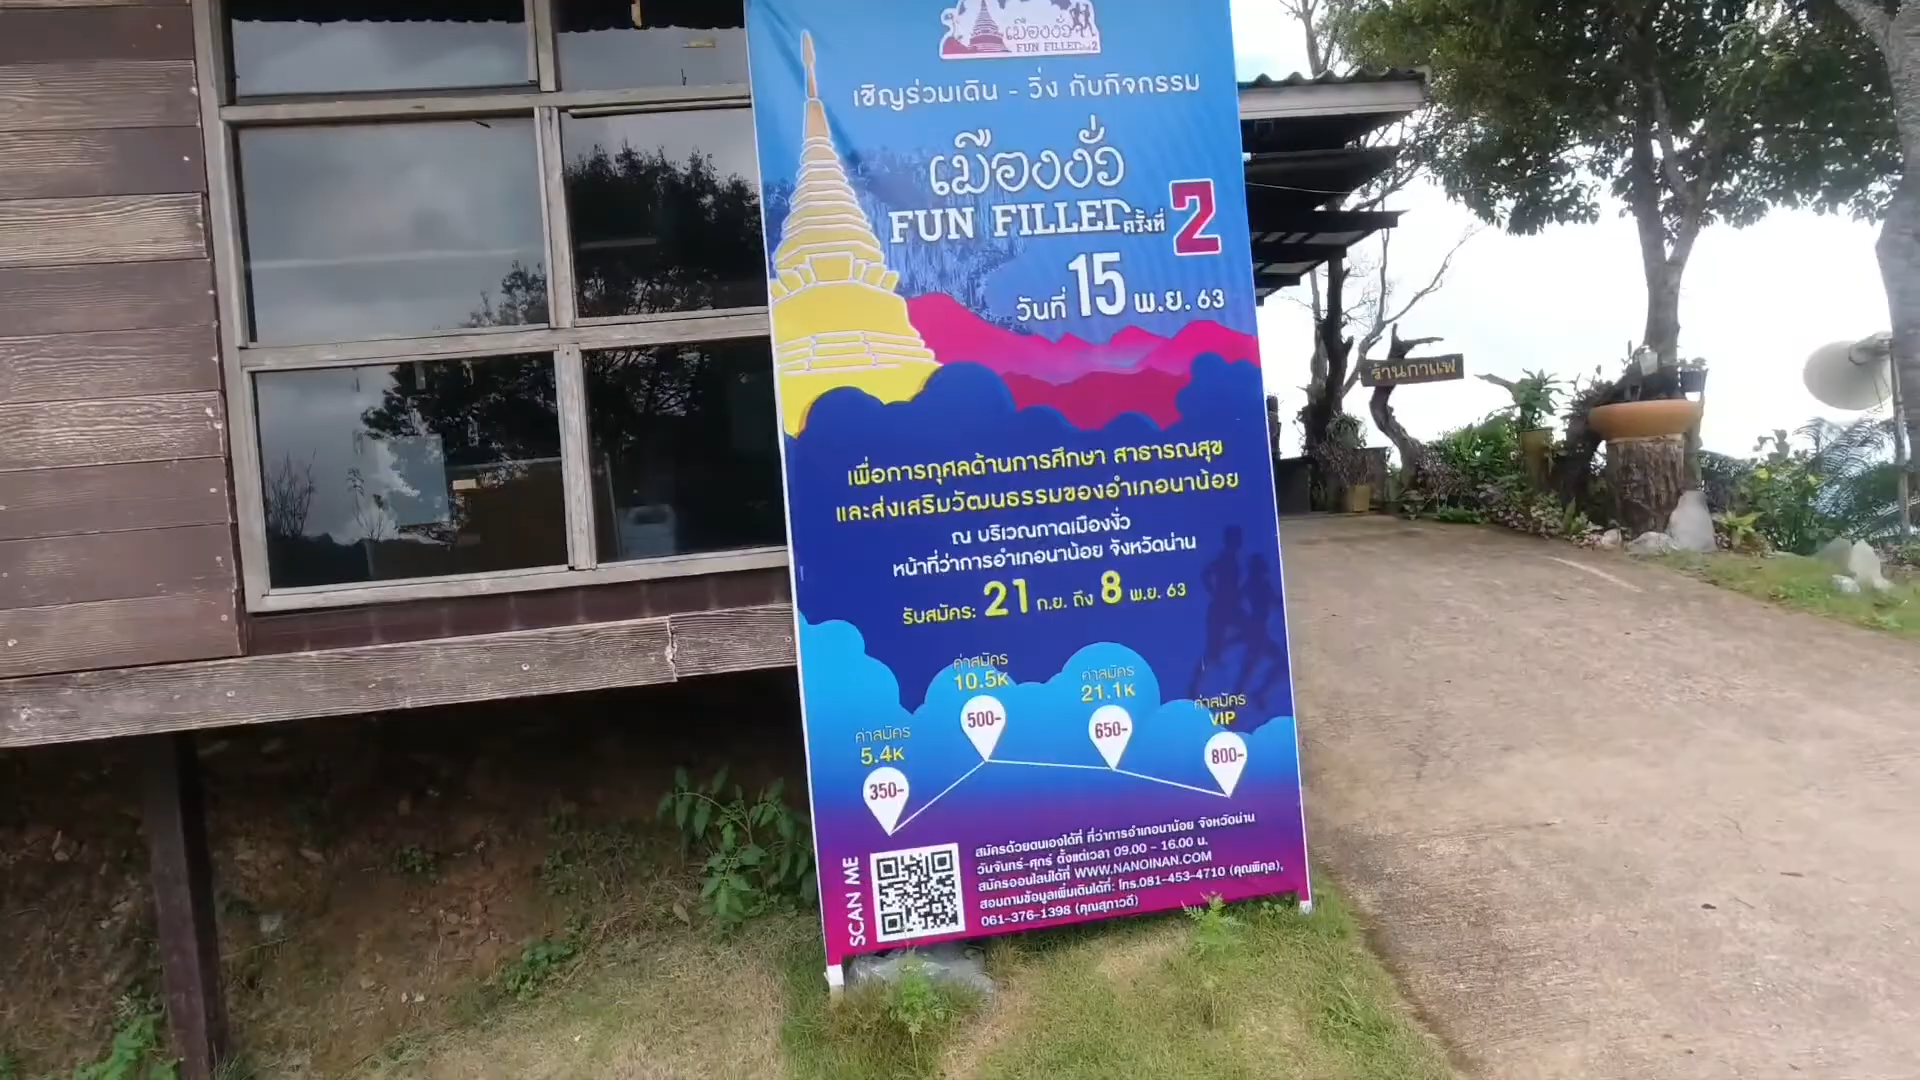 เมืองงั่ว
FUN FILLED ครั้งที่ 2
เชิญร่วมเดิน - วิ่ง กับกิจกรรม
เมืองงั่ว
FUN FILLED ครั้งที่ 2
วันที่ 15 พ.ย. 63
เพื่อการกุศลด้านการศึกษา สาธารณสุข
และส่งเสริมวัฒนธรรมของอำเภอนาน้อย
ณ บริเวณกาดเมืองงั่ว
หน้าที่ว่าการอำเภอนาน้อย จังหวัดน่าน
รับสมัคร: 21 ก.ย. ถึง 8 พ.ย. 63
ค่าสมัคร
5.4K
350-
ค่าสมัคร
10.5K
500-
ค่าสมัคร
21.1K
650-
ค่าสมัคร
VIP
800-
SCAN ME
สมัครด้วยตนเองได้ที่ ที่ว่าการอำเภอนาน้อย จังหวัดน่าน
วันจันทร์-ศุกร์ ตั้งแต่เวลา 09.00 - 16.00 น.
สมัครออนไลน์ได้ที่ WWW.NANOINAN.COM
สอบถามข้อมูลเพิ่มเติมได้ที่: โทร.081-453-4710 (คุณพิกุล),
061-376-1398 (คุณสุภาวดี)
ร้านกาแฟ